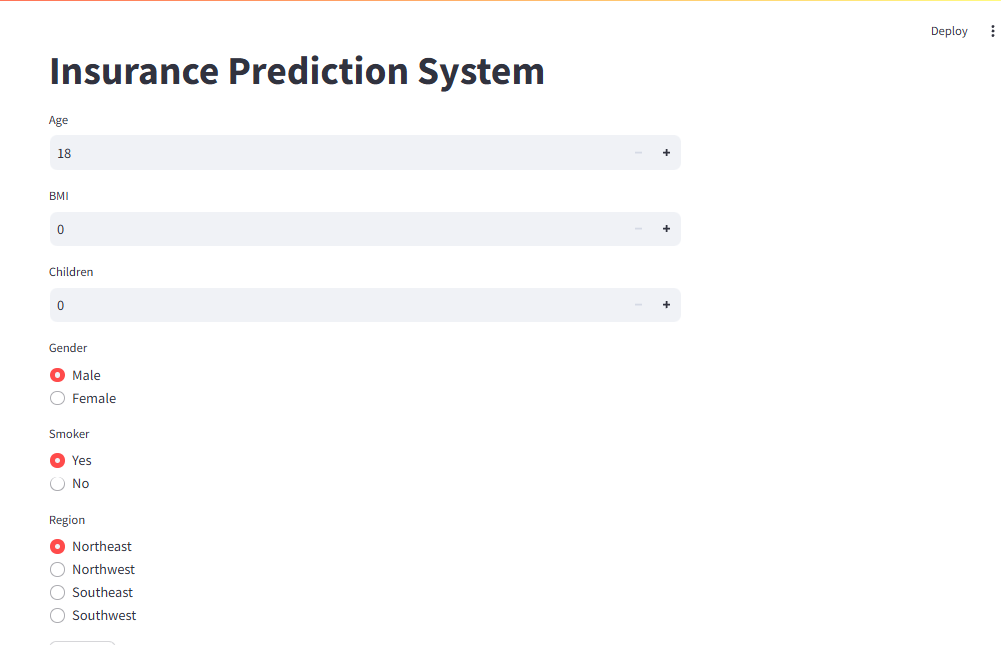 Deploy
Insurance Prediction System
Age
18
BMI
0
Children
0
Gender
Male
Female
Smoker
Yes
No
Region
Northeast
Northwest
Southeast
Southwest